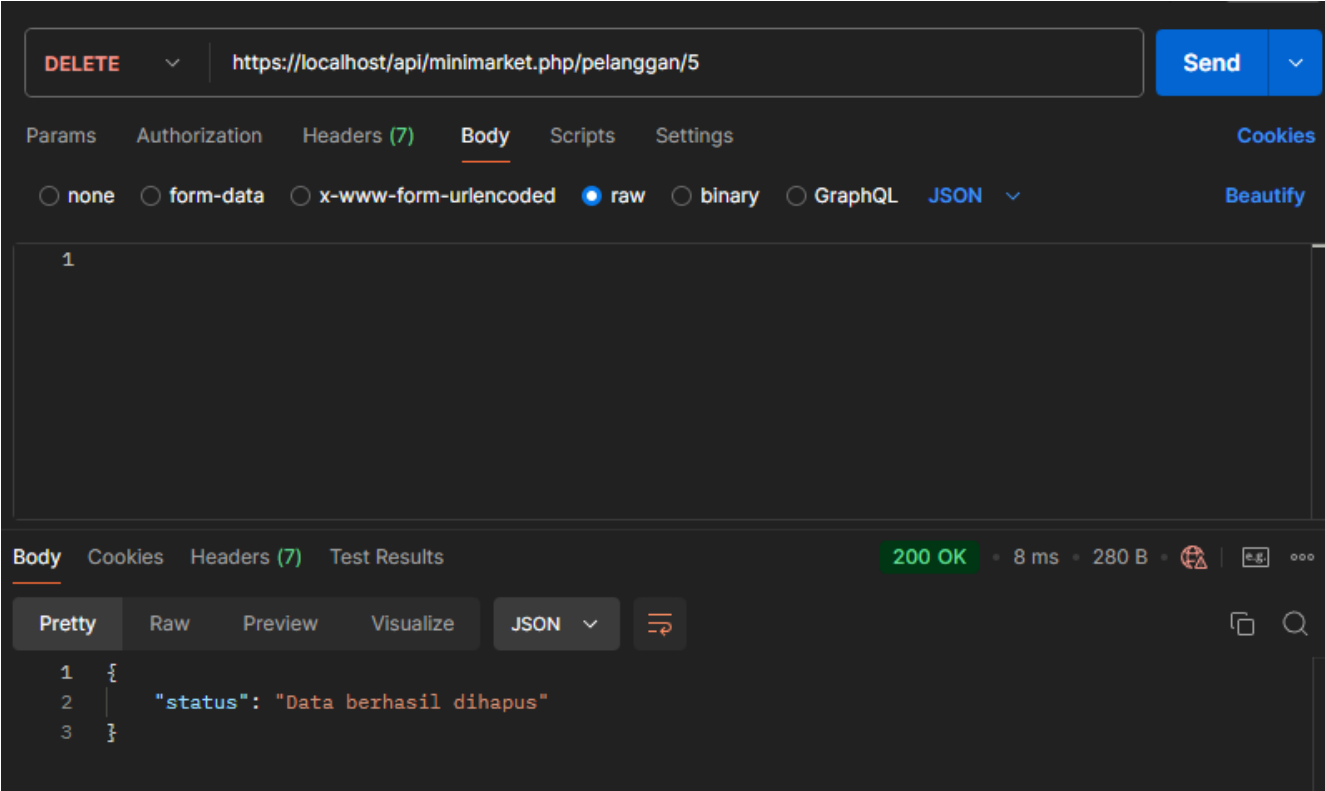 DELETE https://localhost/api/minimarket.php/pelanggan/5 Send
Params Authorization Headers (7) Body Scripts Settings Cookies
none form-data x-www-form-urlencoded raw binary GraphQL JSON Beautify
1
Body Cookies Headers (7) Test Results 200 OK • 8 ms • 280 B • e.g.
Pretty Raw Preview Visualize JSON
1 {
2 "status": "Data berhasil dihapus"
3 }